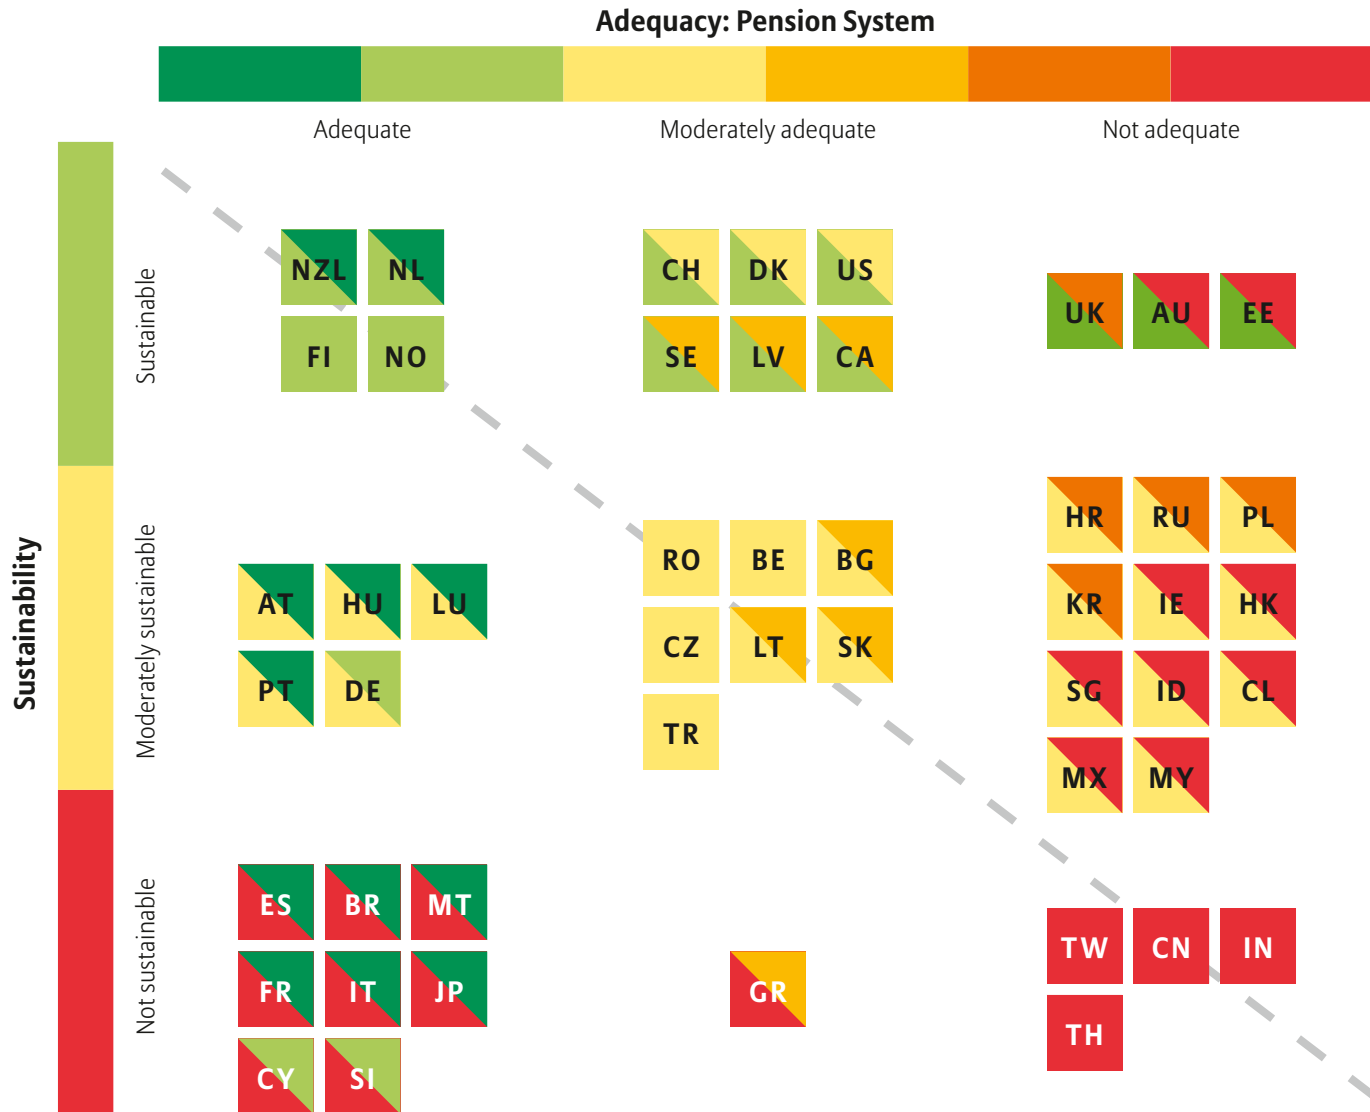 Adequacy: Pension System
Adequate Moderately adequate Not adequate
Sustainability
Sustainable
NZL NL
FI NO
CH DK US
SE LV CA
UK AU EE
Moderately sustainable
AT HU LU
PT DE
RO BE BG
CZ LT SK
TR
HR RU PL
KR IE HK
SG ID CL
MX MY
Not sustainable
ES BR MT
FR IT JP
CY SI
GR
TW CN IN
TH